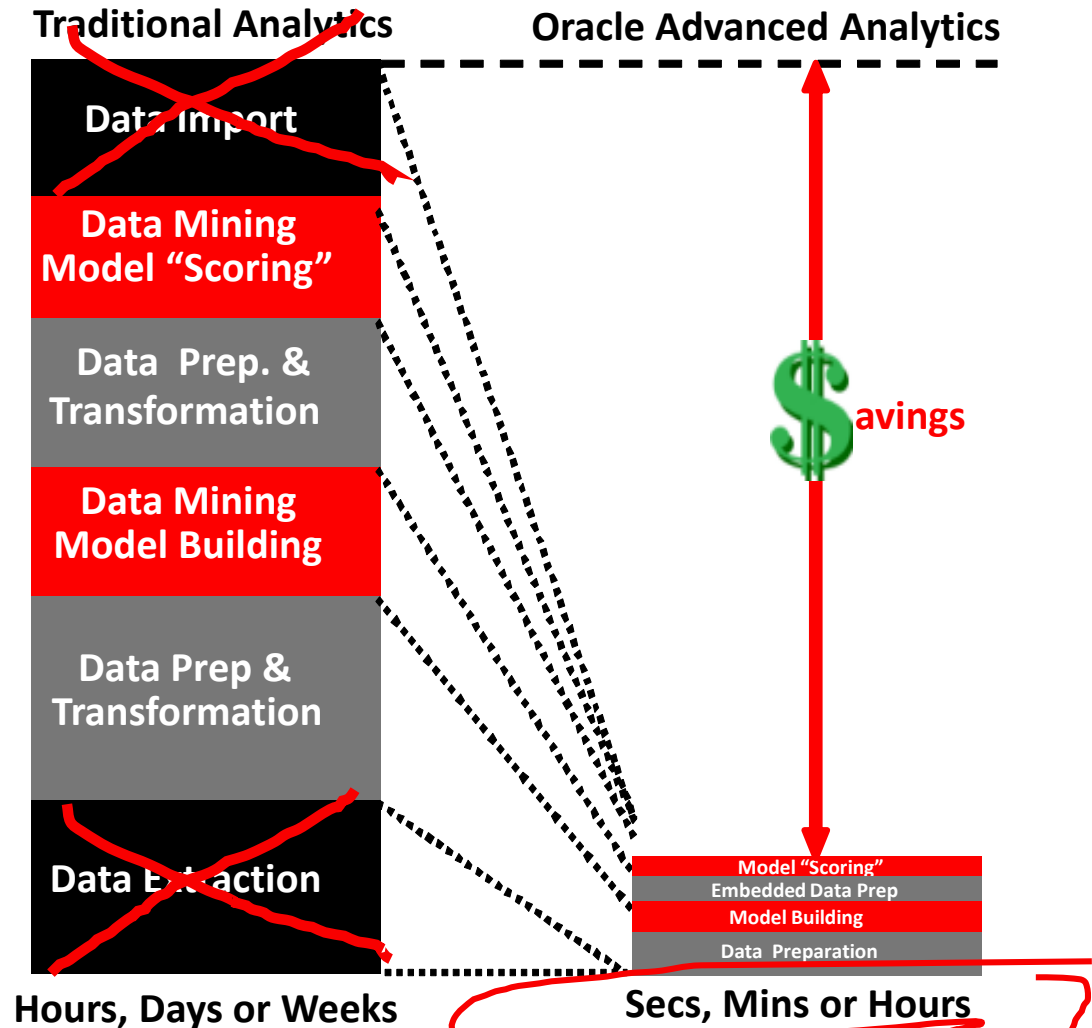 Traditional Analytics
Oracle Advanced Analytics
Data Import
Data Mining
Model “Scoring”
Data Prep. &
Transformation
Data Mining
Model Building
Data Prep &
Transformation
Data Extraction
Hours, Days or Weeks
$avings
Model “Scoring”
Embedded Data Prep
Model Building
Data Preparation
Secs, Mins or Hours